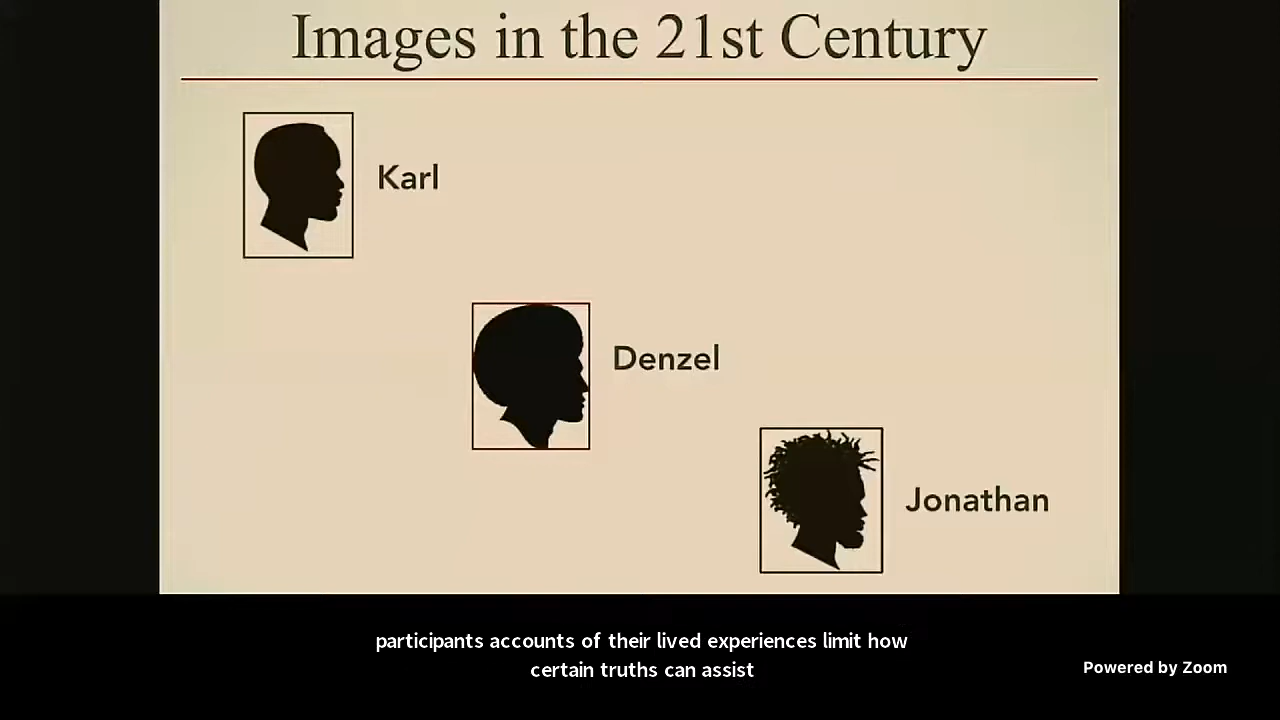 Images in the 21st Century
Karl
Denzel
Jonathan
participants accounts of their lived experiences limit how
certain truths can assist
Powered by Zoom